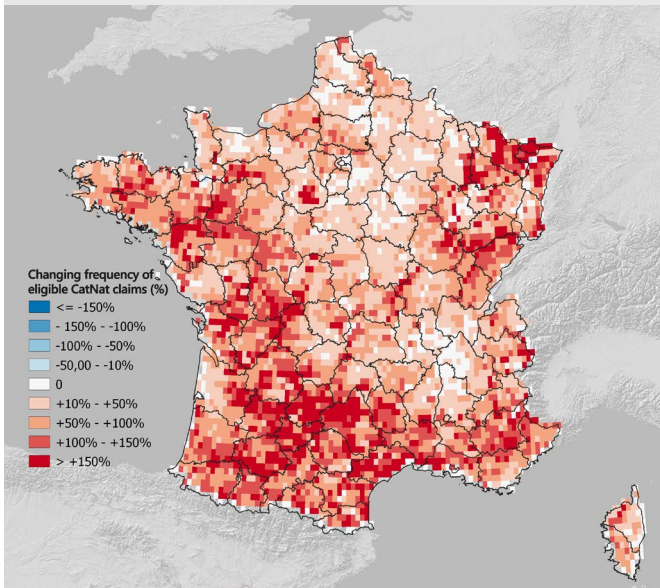 Changing frequency of
eligible CatNat claims (%)
<= -150%
- 150% - -100%
-100% - -50%
-50,00 - -10%
0
+10% - +50%
+50% - +100%
+100% - +150%
> +150%